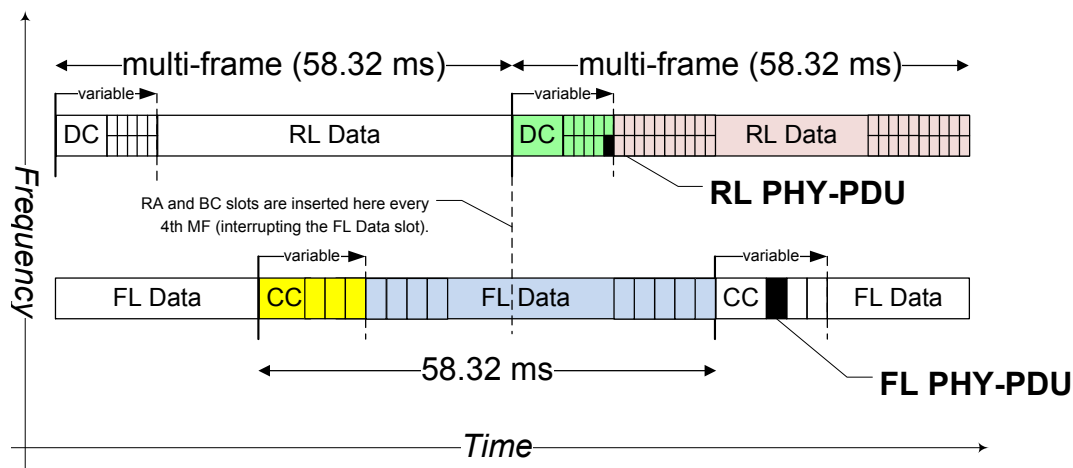 multi-frame (58.32 ms) multi-frame (58.32 ms)
variable variable
DC RL Data DC RL Data
RL PHY-PDU
RA and BC slots are inserted here every
4th MF (interrupting the FL Data slot).
variable variable
FL Data CC FL Data CC FL Data
58.32 ms
FL PHY-PDU
Frequency
Time